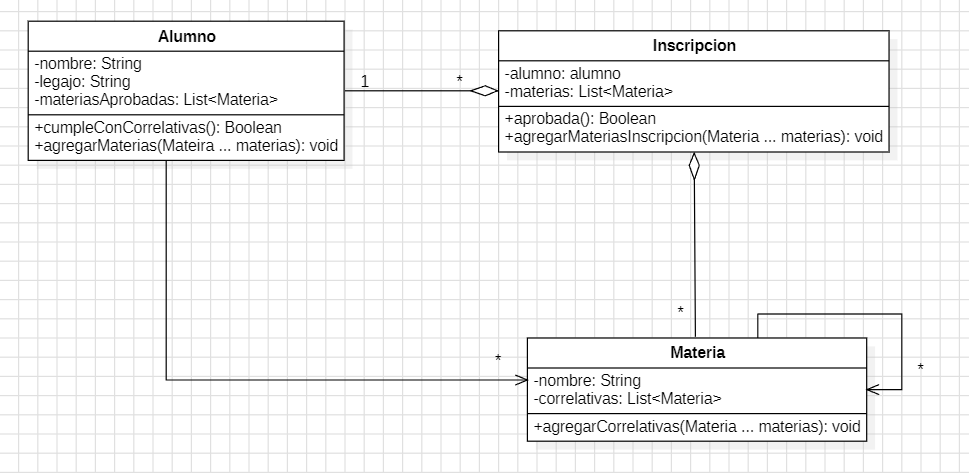 Alumno
-nombre: String
-legajo: String
-materiasAprobadas: List<Materia>
+cumpleConCorrelativas(): Boolean
+agregarMaterias(Mateira ... materias): void
1
*
Inscripcion
-alumno: alumno
-materias: List<Materia>
+aprobada(): Boolean
+agregarMateriasInscripcion(Materia ... materias): void
*
*
Materia
-nombre: String
-correlativas: List<Materia>
+agregarCorrelativas(Materia ... materias): void
*